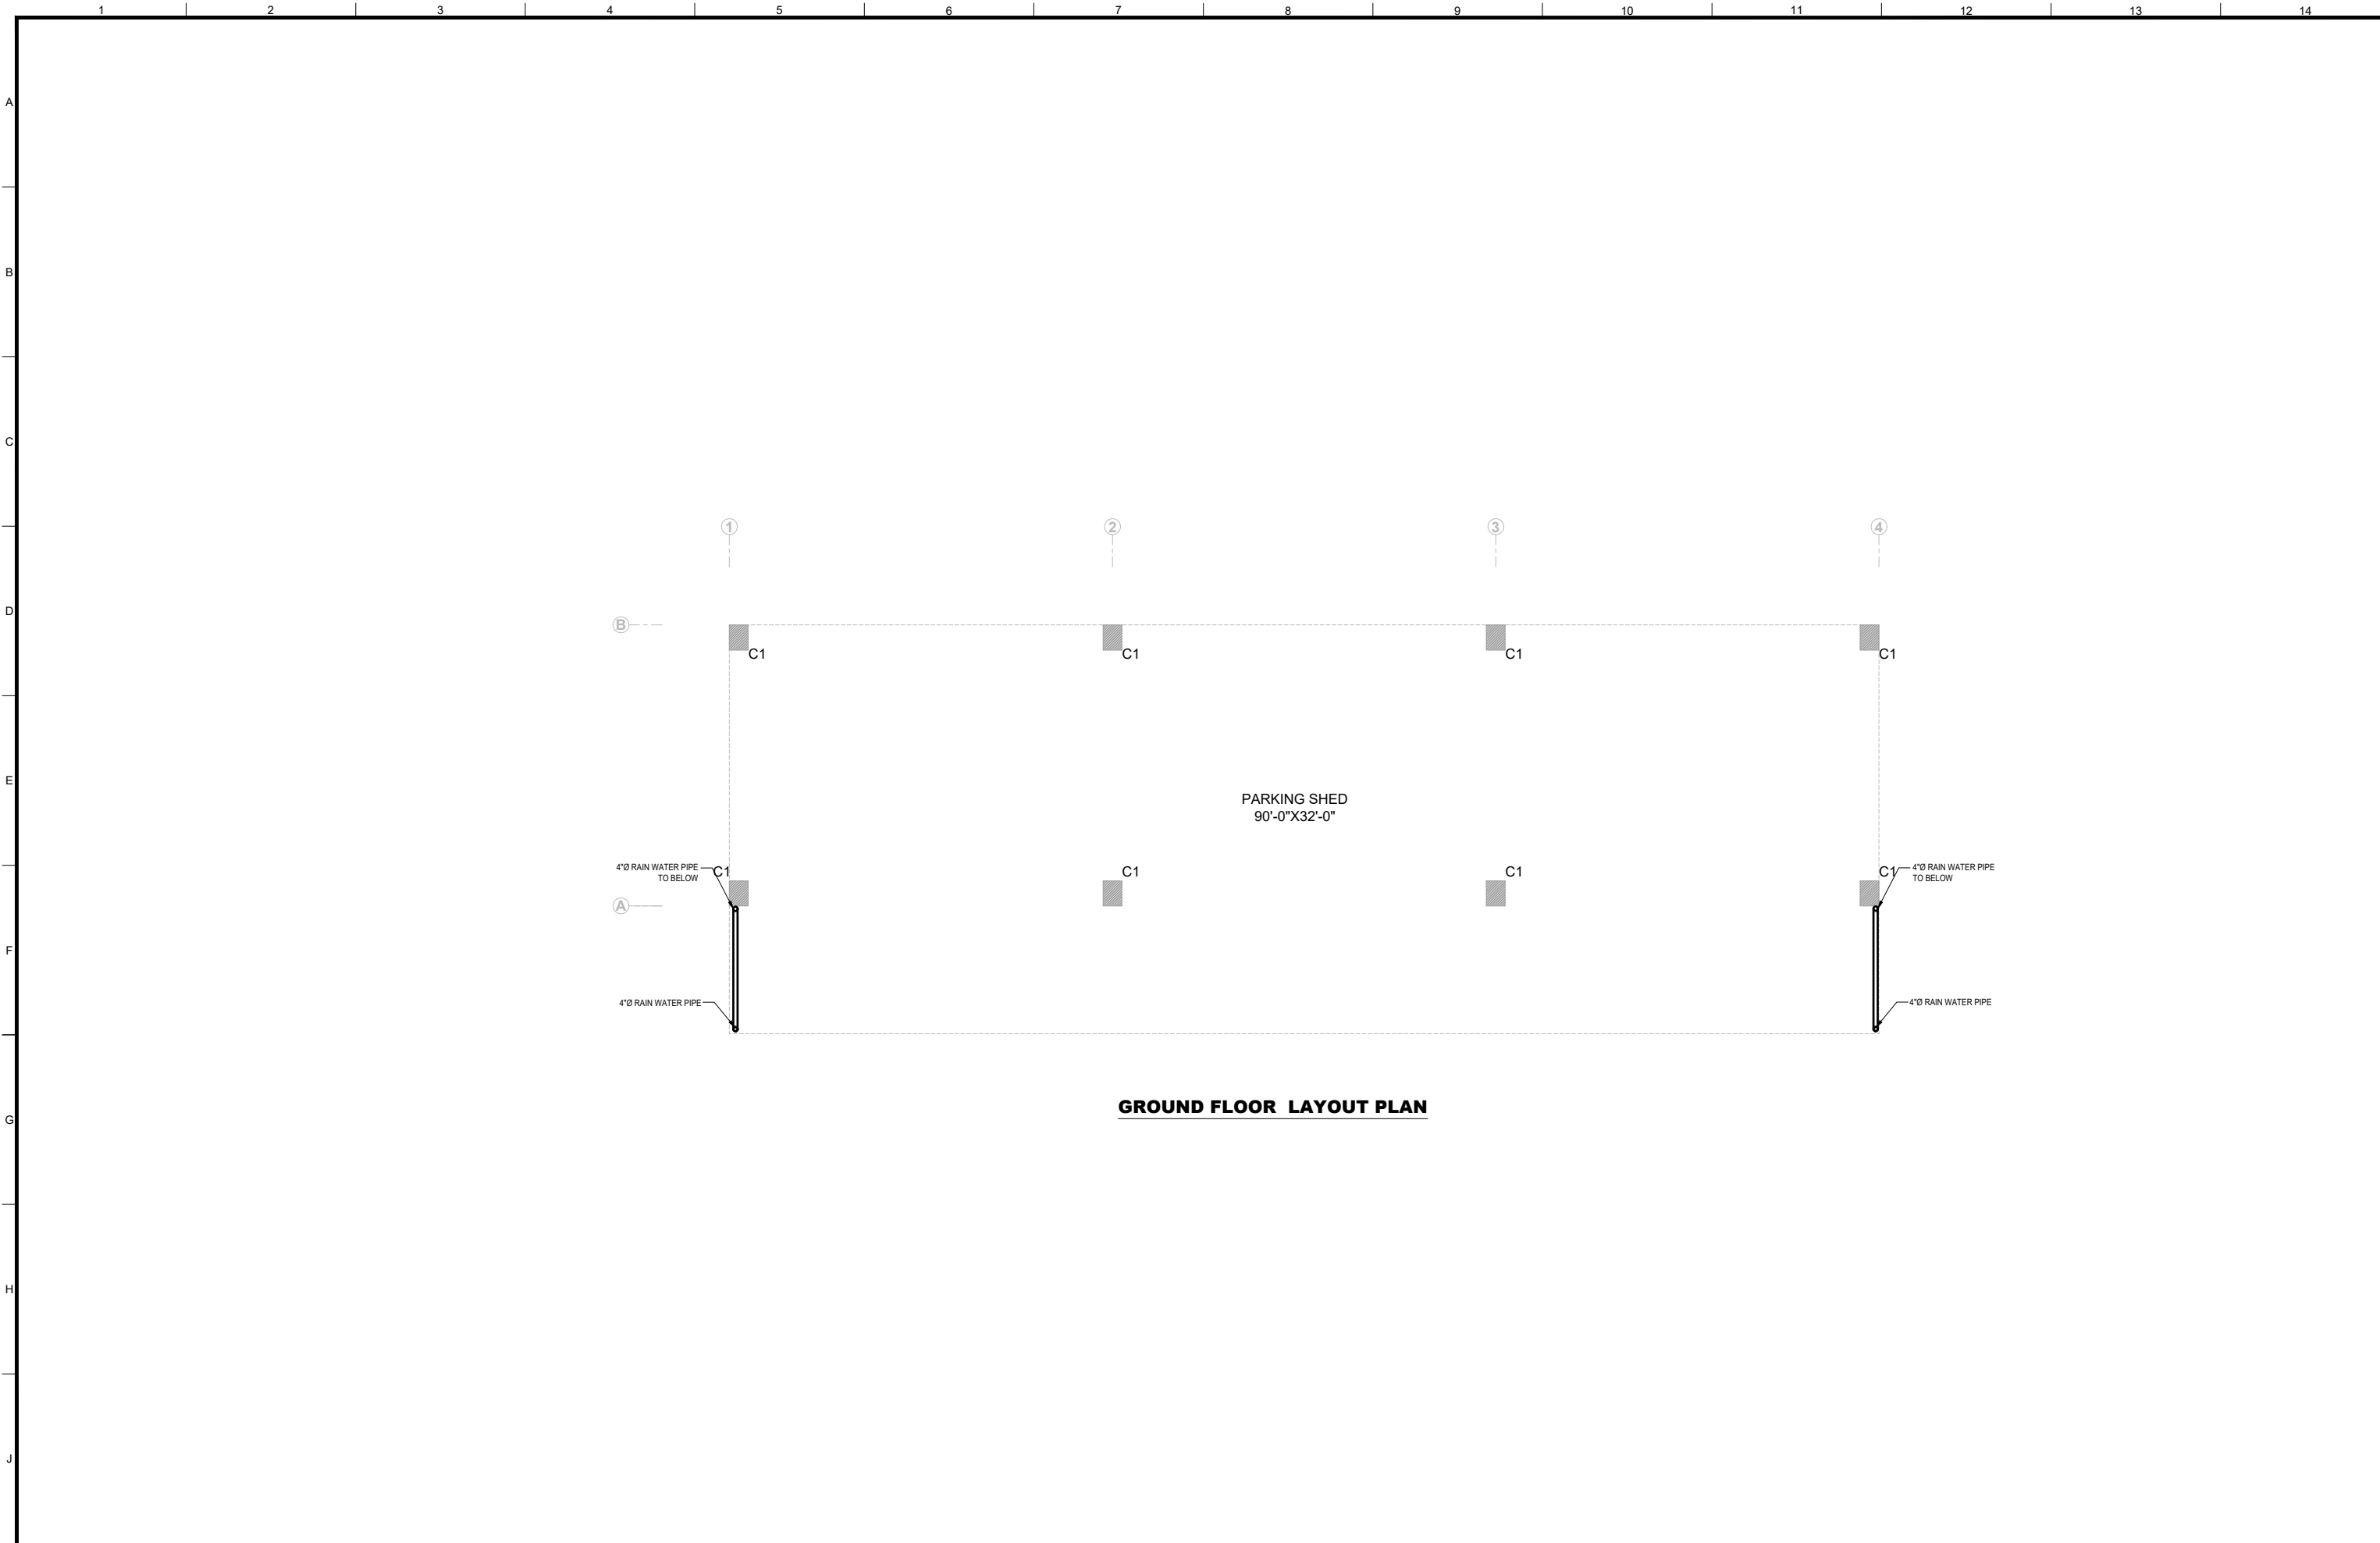 1 2 3 4 5 6 7 8 9 10 11 12 13 14
A
B
C
1 2 3 4
D
B
C1 C1 C1 C1
E
PARKING SHED
90'-0"X32'-0"
4"Ø RAIN WATER PIPE
TO BELOW
C1 C1 C1 C1
4"Ø RAIN WATER PIPE
TO BELOW
A
F
4"Ø RAIN WATER PIPE
4"Ø RAIN WATER PIPE
GROUND FLOOR LAYOUT PLAN
G
H
J